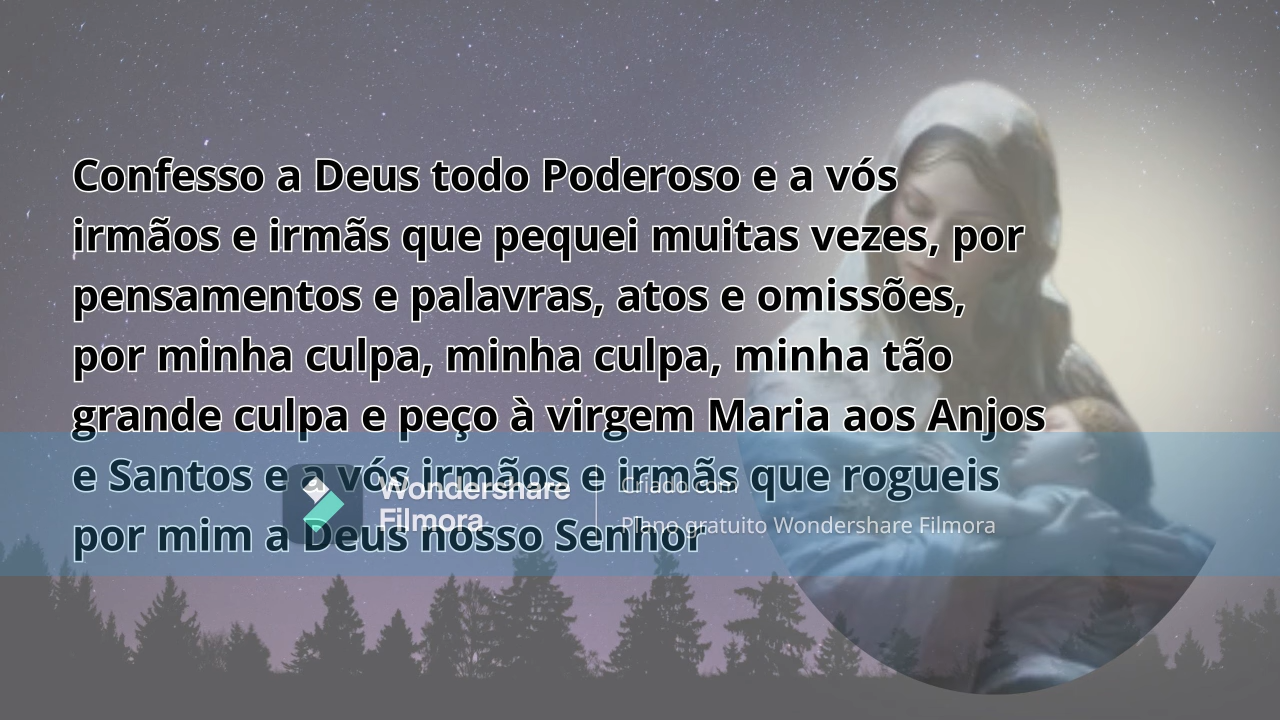 Confesso a Deus todo Poderoso e a vós
irmãos e irmãs que pequei muitas vezes, por
pensamentos e palavras, atos e omissões,
por minha culpa, minha culpa, minha tão
grande culpa e peço à virgem Maria aos Anjos
e Santos e a vós irmãos e irmãs que rogueis
por mim a Deus nosso Senhor
Wondershare
Filmora
Criado com
Plano gratuito Wondershare Filmora